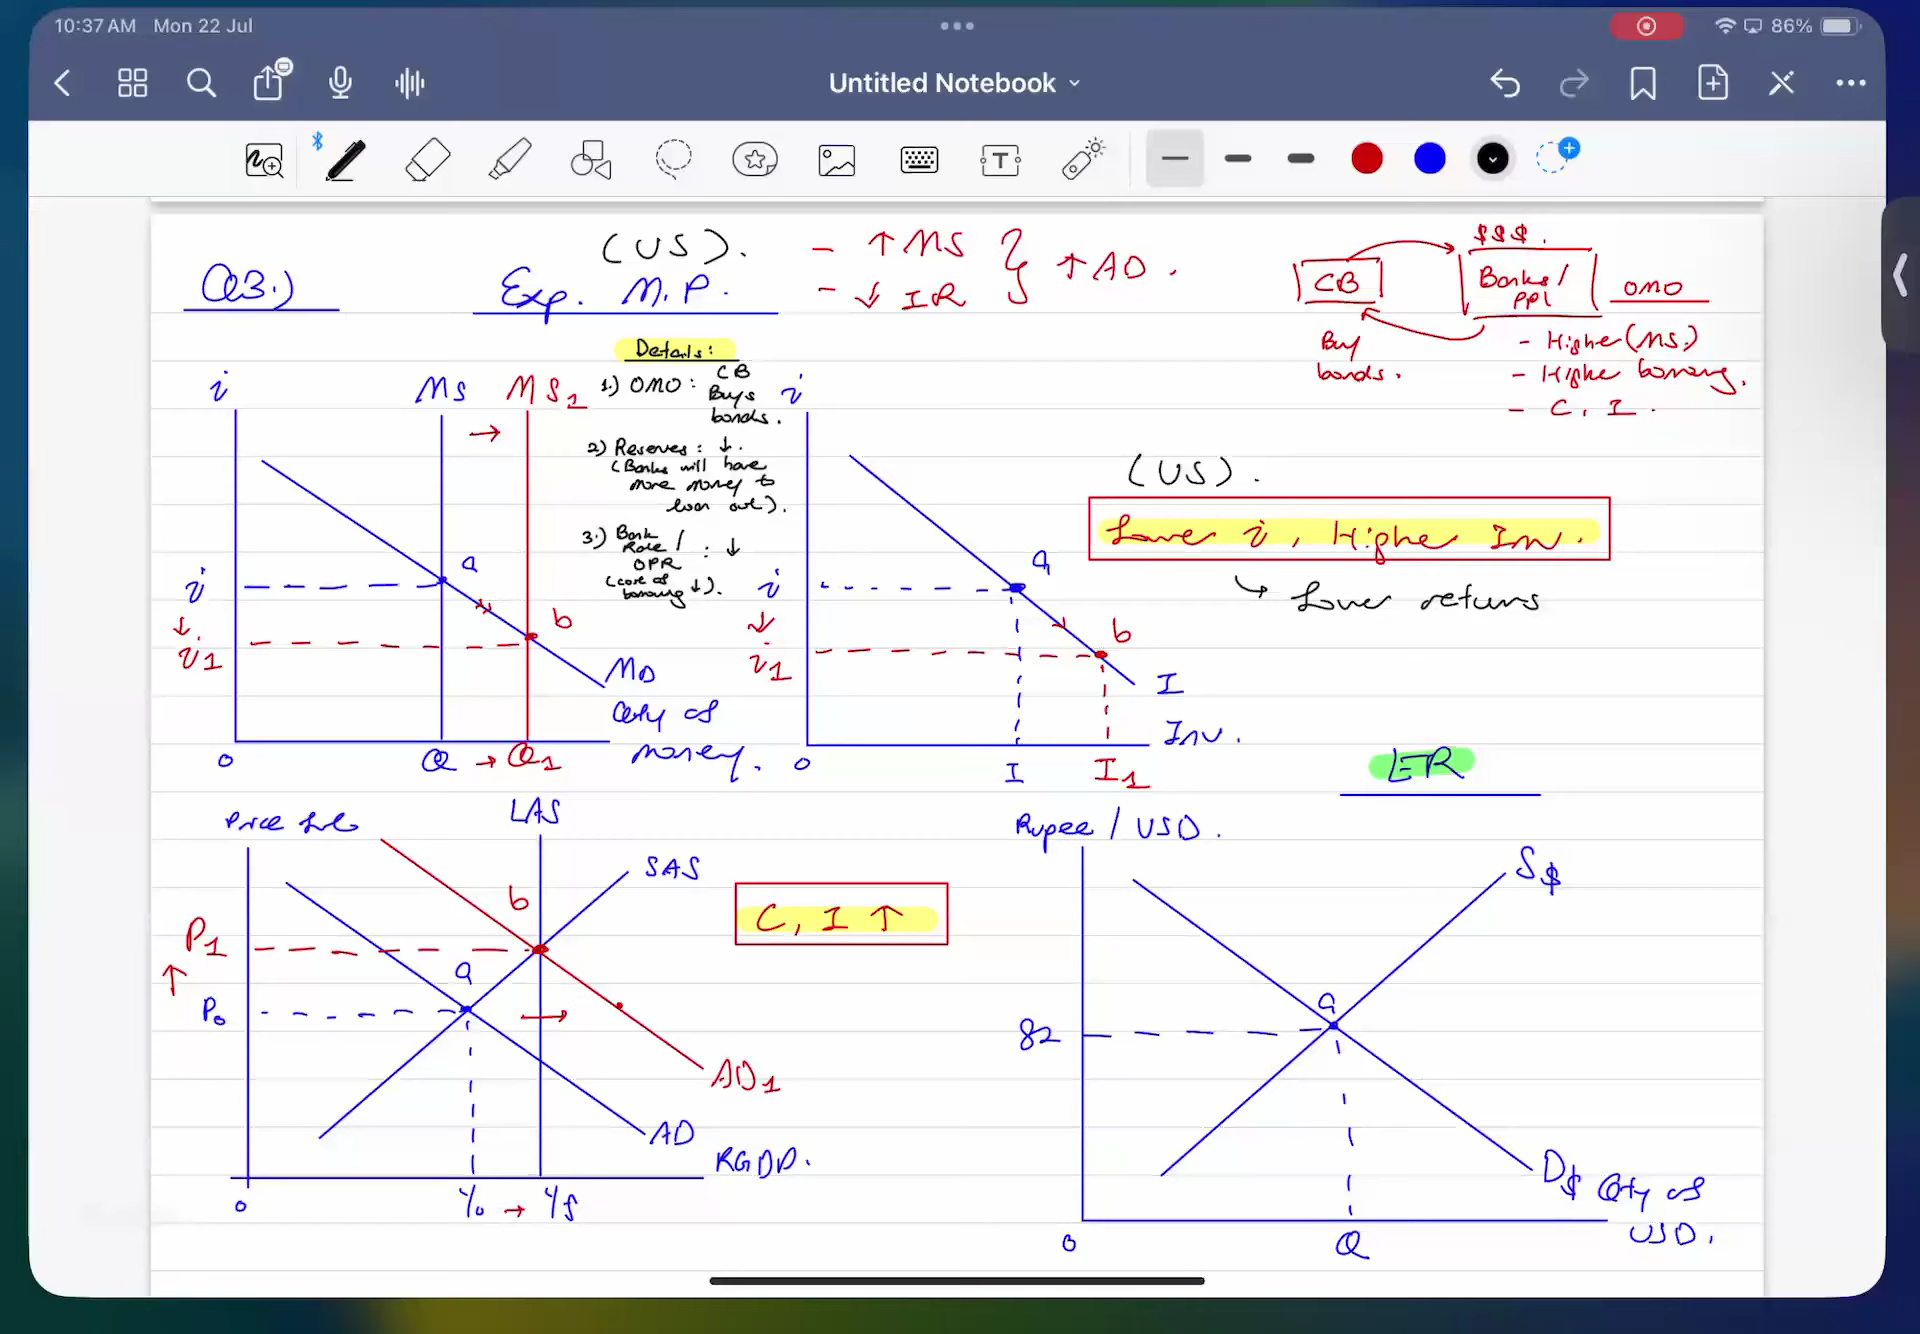 10:37 AM Mon 22 Jul
86%
Untitled Notebook
(US).
Q3.)
Exp. M.P.
- ↑ MS
- ↓ IR
} ↑ AD.
$$$.
CB
Banks/
PPl
OMO
Buy
bonds.
- Higher (MS.)
- Higher borrowing.
- C, I.
Details:
1.) OMO: CB
Buys
bonds.
2) Reserves: ↓.
(Banks will have
more money to
loan out).
3.) Bank
Rate /
OPR
: ↓
(cost of
borrowing ↓).
i
MS
MS1
→
a
b
i
↓
i1
MD
Qty of
money.
0
Q → Q1
i
a
b
i
↓
i1
I
Inv.
0
I
I1
(US).
Lower i, Higher Inv.
↳ Lower returns
ER
Price lvl
LAS
SAS
b
a
P1
↑
P0
→
AD1
AD
RGDP.
0
Y0 → Yf
C, I ↑
Rupee / USD.
S$
a
82
D$
Qty of
USD.
0
Q